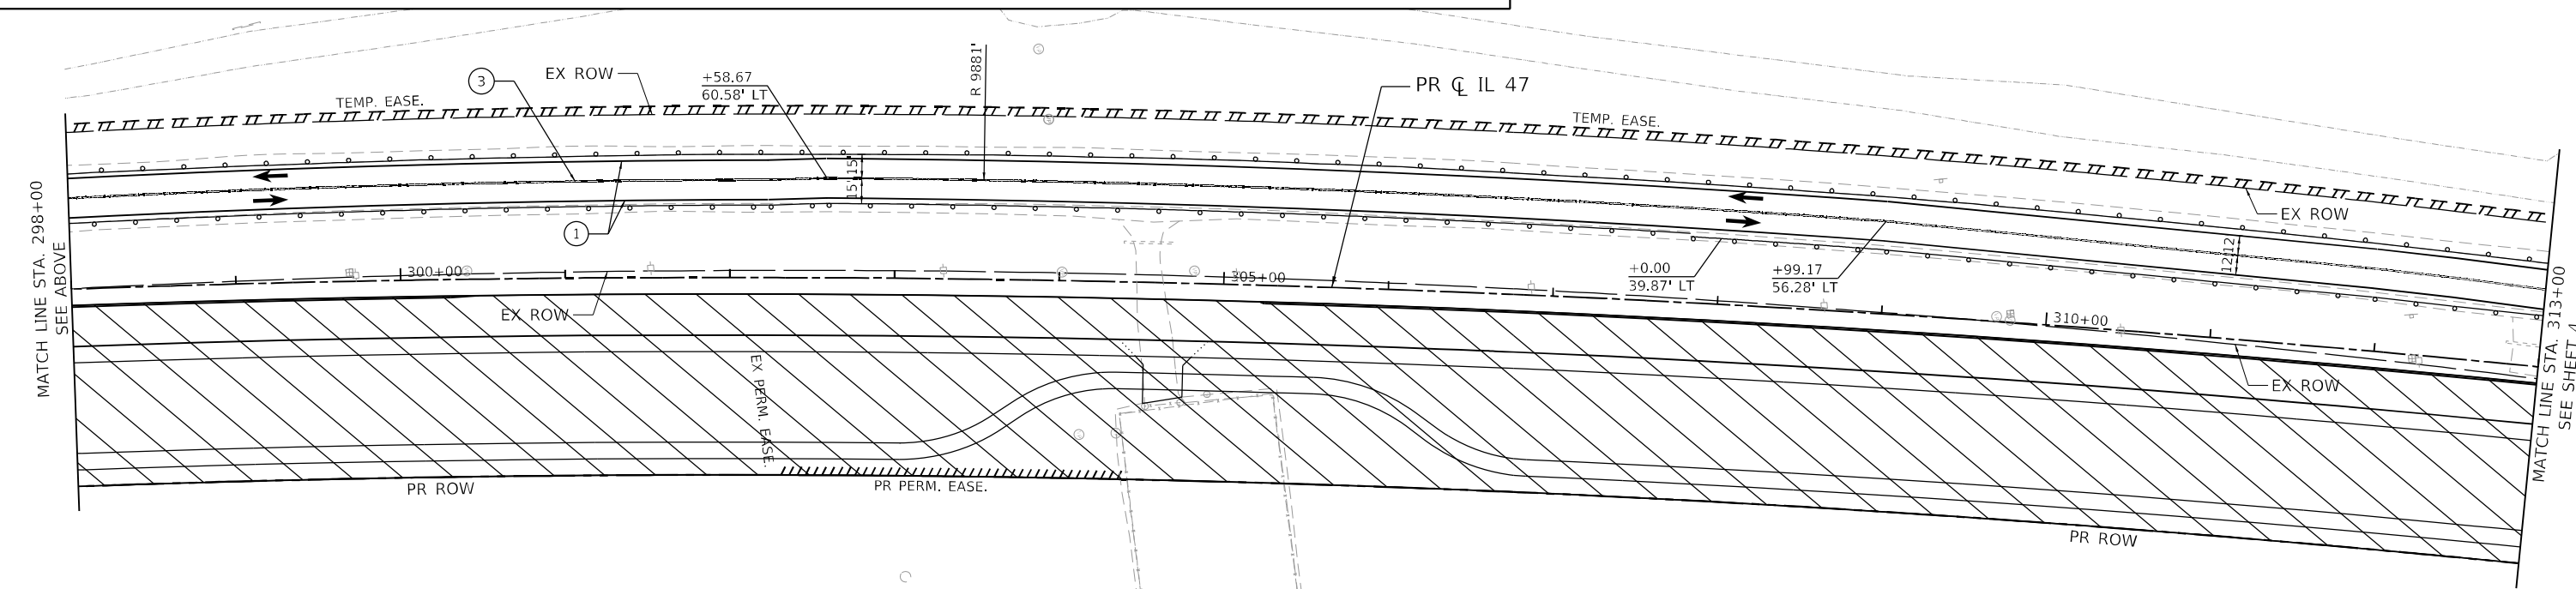 MATCH LINE STA. 298+00
SEE ABOVE
TEMP. EASE.
3
EX ROW
+58.67
60.58' LT
R 9881'
PR ℄ IL 47
TEMP. EASE.
15'
15'
1
300+00
EX ROW
305+00
+0.00
39.87' LT
+99.17
56.28' LT
12'
12'
EX ROW
310+00
EX ROW
EX PERM. EASE.
PR ROW
PR PERM. EASE.
PR ROW
MATCH LINE STA. 313+00
SEE SHEET 4